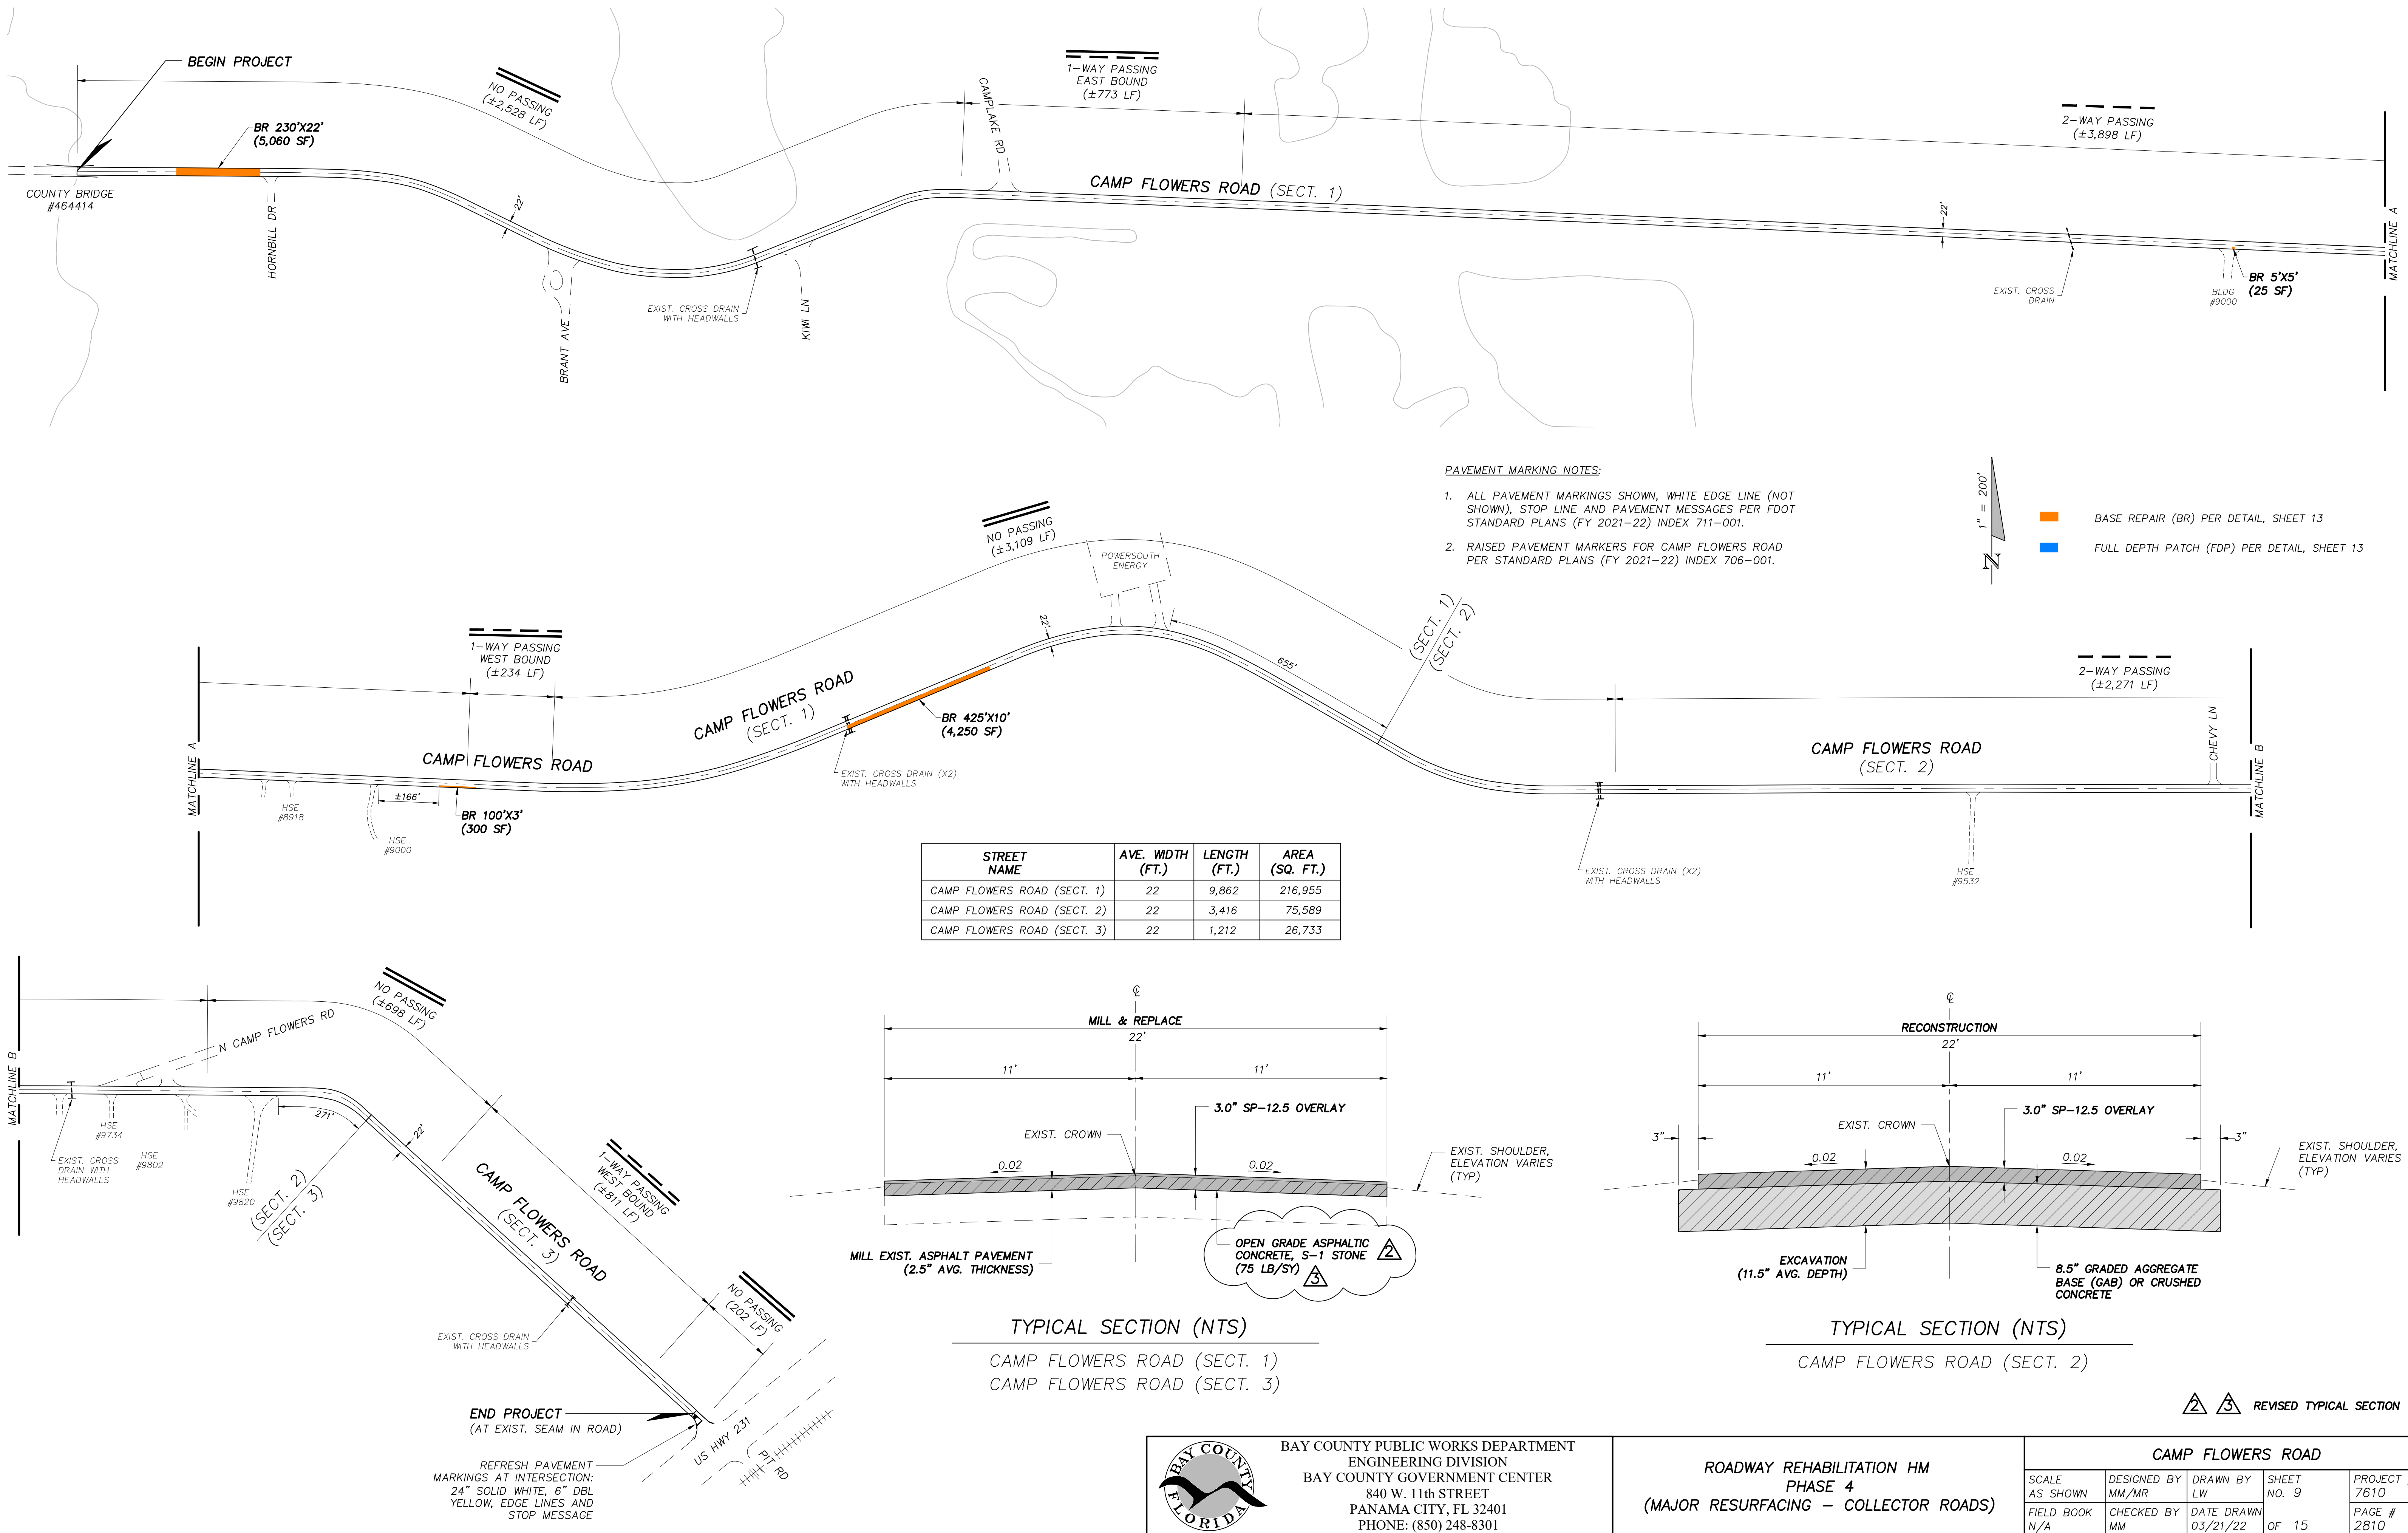 BEGIN PROJECT
NO PASSING
(±2,528 LF)
1-WAY PASSING
EAST BOUND
(±773 LF)
2-WAY PASSING
(±3,898 LF)
BR 230'X22'
(5,060 SF)
COUNTY BRIDGE
#464414
HORNBILL DR
22'
BRANT AVE
EXIST. CROSS DRAIN
WITH HEADWALLS
KIWI LN
CAMPLAKE RD
CAMP FLOWERS ROAD (SECT. 1)
22'
EXIST. CROSS
DRAIN
BLDG
#9000
BR 5'X5'
(25 SF)
MATCHLINE A
PAVEMENT MARKING NOTES:
1. ALL PAVEMENT MARKINGS SHOWN, WHITE EDGE LINE (NOT
SHOWN), STOP LINE AND PAVEMENT MESSAGES PER FDOT
STANDARD PLANS (FY 2021-22) INDEX 711-001.
2. RAISED PAVEMENT MARKERS FOR CAMP FLOWERS ROAD
PER STANDARD PLANS (FY 2021-22) INDEX 706-001.
1" = 200'
N
BASE REPAIR (BR) PER DETAIL, SHEET 13
FULL DEPTH PATCH (FDP) PER DETAIL, SHEET 13
MATCHLINE A
1-WAY PASSING
WEST BOUND
(±234 LF)
NO PASSING
(±3,109 LF)
POWERSOUTH
ENERGY
CAMP FLOWERS ROAD
CAMP FLOWERS ROAD
(SECT. 1)
22'
655'
(SECT. 1)
(SECT. 2)
2-WAY PASSING
(±2,271 LF)
BR 425'X10'
(4,250 SF)
EXIST. CROSS DRAIN (X2)
WITH HEADWALLS
HSE
#8918
HSE
#9000
±166'
BR 100'X3'
(300 SF)
CAMP FLOWERS ROAD
(SECT. 2)
CHEVY LN
EXIST. CROSS DRAIN (X2)
WITH HEADWALLS
HSE
#9532
MATCHLINE B
STREET NAME AVE. WIDTH (FT.) LENGTH (FT.) AREA (SQ. FT.)
CAMP FLOWERS ROAD (SECT. 1) 22 9,862 216,955
CAMP FLOWERS ROAD (SECT. 2) 22 3,416 75,589
CAMP FLOWERS ROAD (SECT. 3) 22 1,212 26,733
MATCHLINE B
NO PASSING
(±698 LF)
N CAMP FLOWERS RD
EXIST. CROSS
DRAIN WITH
HEADWALLS
HSE
#9734
HSE
#9802
HSE
#9820
271'
(SECT. 2)
(SECT. 3)
22'
CAMP FLOWERS ROAD
(SECT. 3)
1-WAY PASSING
WEST BOUND
(±811 LF)
NO PASSING
(202 LF)
EXIST. CROSS DRAIN
WITH HEADWALLS
END PROJECT
(AT EXIST. SEAM IN ROAD)
REFRESH PAVEMENT
MARKINGS AT INTERSECTION:
24" SOLID WHITE, 6" DBL
YELLOW, EDGE LINES AND
STOP MESSAGE
US HWY 231
PIT RD
℄
MILL & REPLACE
22'
11' 11'
3.0" SP-12.5 OVERLAY
EXIST. CROWN
0.02 0.02
EXIST. SHOULDER,
ELEVATION VARIES
(TYP)
MILL EXIST. ASPHALT PAVEMENT
(2.5" AVG. THICKNESS)
OPEN GRADE ASPHALTIC
CONCRETE, S-1 STONE 2
(75 LB/SY) 3
TYPICAL SECTION (NTS)
CAMP FLOWERS ROAD (SECT. 1)
CAMP FLOWERS ROAD (SECT. 3)
℄
RECONSTRUCTION
22'
11' 11'
3.0" SP-12.5 OVERLAY
EXIST. CROWN
3" 3"
0.02 0.02
EXIST. SHOULDER,
ELEVATION VARIES
(TYP)
EXCAVATION
(11.5" AVG. DEPTH)
8.5" GRADED AGGREGATE
BASE (GAB) OR CRUSHED
CONCRETE
TYPICAL SECTION (NTS)
CAMP FLOWERS ROAD (SECT. 2)
2 3 REVISED TYPICAL SECTION
BAY COUNTY
FLORIDA
BAY COUNTY PUBLIC WORKS DEPARTMENT
ENGINEERING DIVISION
BAY COUNTY GOVERNMENT CENTER
840 W. 11th STREET
PANAMA CITY, FL 32401
PHONE: (850) 248-8301
ROADWAY REHABILITATION HM
PHASE 4
(MAJOR RESURFACING - COLLECTOR ROADS)
CAMP FLOWERS ROAD
SCALE DESIGNED BY DRAWN BY SHEET PROJECT
AS SHOWN MM/MR LW NO. 9 7610
FIELD BOOK CHECKED BY DATE DRAWN PAGE #
N/A MM 03/21/22 OF 15 2810